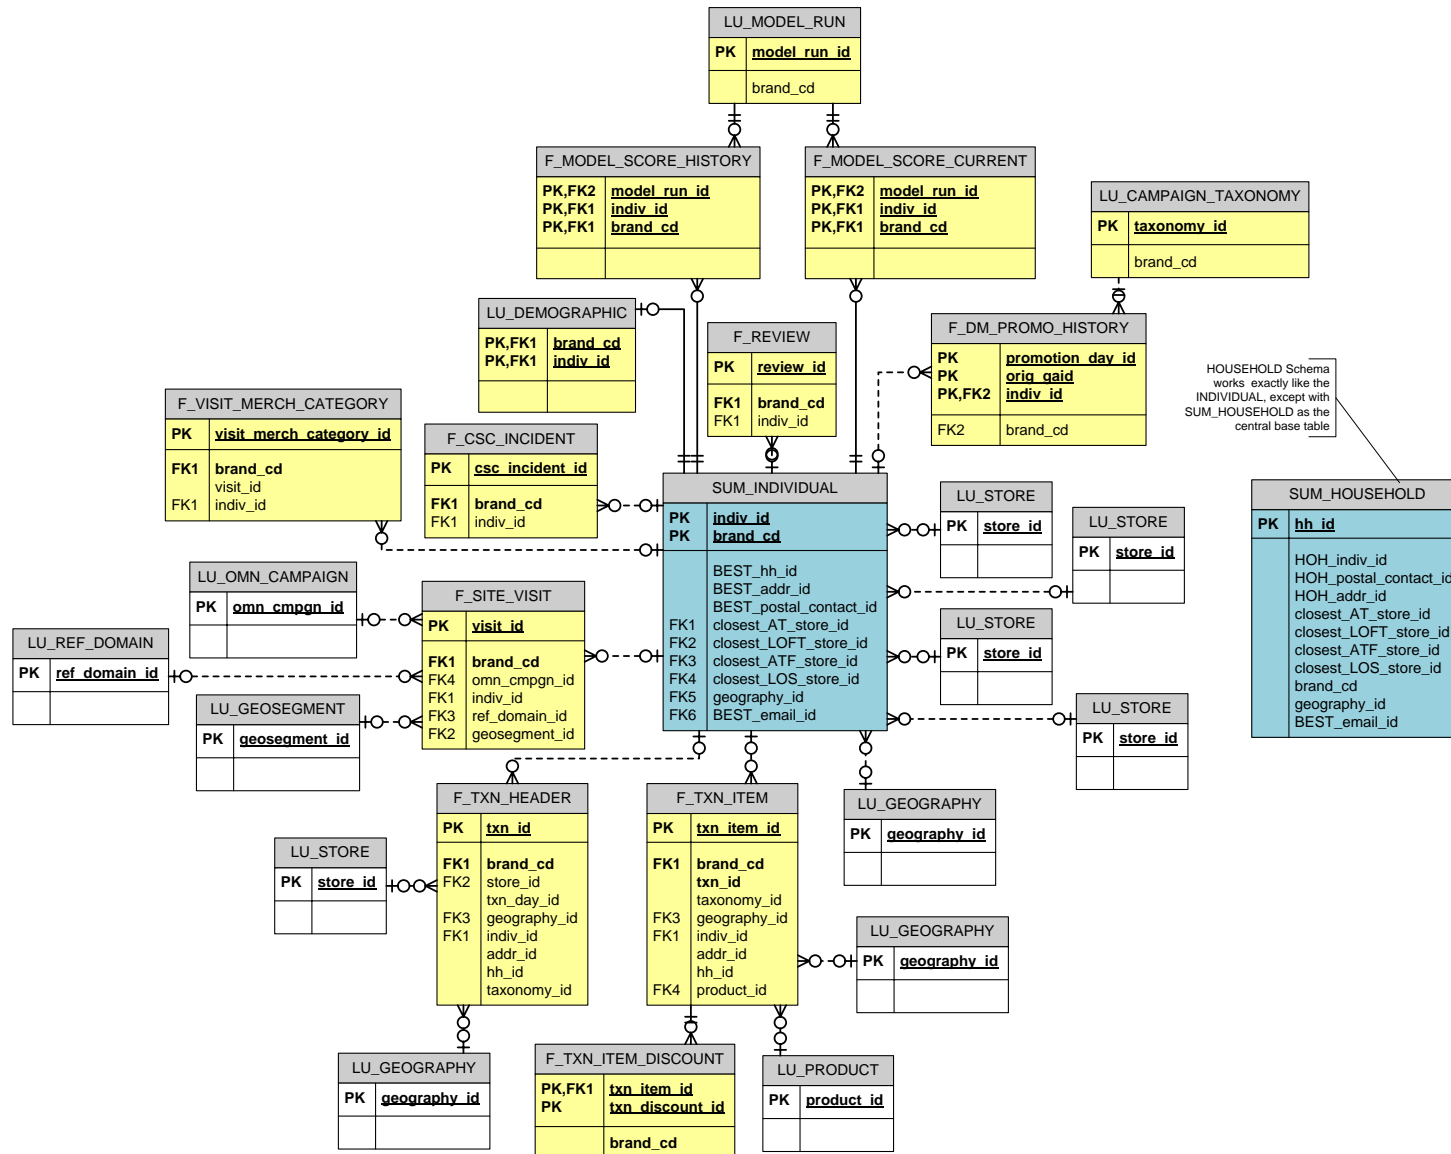 LU_MODEL_RUN
PK model_run_id
brand_cd
F_MODEL_SCORE_HISTORY
PK,FK2 model_run_id
PK,FK1 indiv_id
PK,FK1 brand_cd
F_MODEL_SCORE_CURRENT
PK,FK2 model_run_id
PK,FK1 indiv_id
PK,FK1 brand_cd
LU_CAMPAIGN_TAXONOMY
PK taxonomy_id
brand_cd
LU_DEMOGRAPHIC
PK,FK1 brand_cd
PK,FK1 indiv_id
F_REVIEW
PK review_id
FK1 brand_cd
FK1 indiv_id
F_DM_PROMO_HISTORY
PK promotion_day_id
PK orig_gaid
PK,FK2 indiv_id
FK2 brand_cd
HOUSEHOLD Schema
works exactly like the
INDIVIDUAL, except with
SUM_HOUSEHOLD as the
central base table
F_VISIT_MERCH_CATEGORY
PK visit_merch_category_id
FK1 brand_cd
visit_id
FK1 indiv_id
F_CSC_INCIDENT
PK csc_incident_id
FK1 brand_cd
FK1 indiv_id
SUM_INDIVIDUAL
PK indiv_id
PK brand_cd
BEST_hh_id
BEST_addr_id
BEST_postal_contact_id
FK1 closest_AT_store_id
FK2 closest_LOFT_store_id
FK3 closest_ATF_store_id
FK4 closest_LOS_store_id
FK5 geography_id
FK6 BEST_email_id
LU_STORE
PK store_id
LU_STORE
PK store_id
LU_STORE
PK store_id
LU_STORE
PK store_id
SUM_HOUSEHOLD
PK hh_id
HOH_indiv_id
HOH_postal_contact_id
HOH_addr_id
closest_AT_store_id
closest_LOFT_store_id
closest_ATF_store_id
closest_LOS_store_id
brand_cd
geography_id
BEST_email_id
LU_OMN_CAMPAIGN
PK omn_cmpgn_id
LU_REF_DOMAIN
PK ref_domain_id
LU_GEOSEGMENT
PK geosegment_id
F_SITE_VISIT
PK visit_id
FK1 brand_cd
FK4 omn_cmpgn_id
FK1 indiv_id
FK3 ref_domain_id
FK2 geosegment_id
F_TXN_HEADER
PK txn_id
FK1 brand_cd
FK2 store_id
txn_day_id
FK3 geography_id
FK1 indiv_id
addr_id
hh_id
taxonomy_id
F_TXN_ITEM
PK txn_item_id
FK1 brand_cd
txn_id
taxonomy_id
FK3 geography_id
FK1 indiv_id
addr_id
hh_id
FK4 product_id
LU_GEOGRAPHY
PK geography_id
LU_STORE
PK store_id
LU_GEOGRAPHY
PK geography_id
LU_GEOGRAPHY
PK geography_id
F_TXN_ITEM_DISCOUNT
PK,FK1 txn_item_id
PK txn_discount_id
brand_cd
LU_PRODUCT
PK product_id